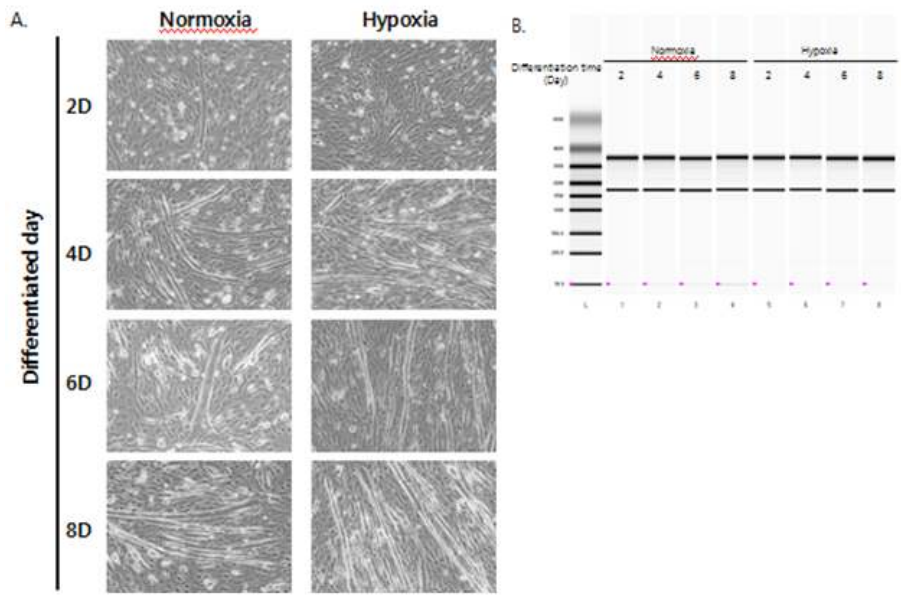 A.
Normoxia Hypoxia
Differentiated day
2D
4D
6D
8D
B.
Normoxia Hypoxia
Differentiation time
(Day)
2 4 6 8 2 4 6 8
L 1 2 3 4 5 6 7 8